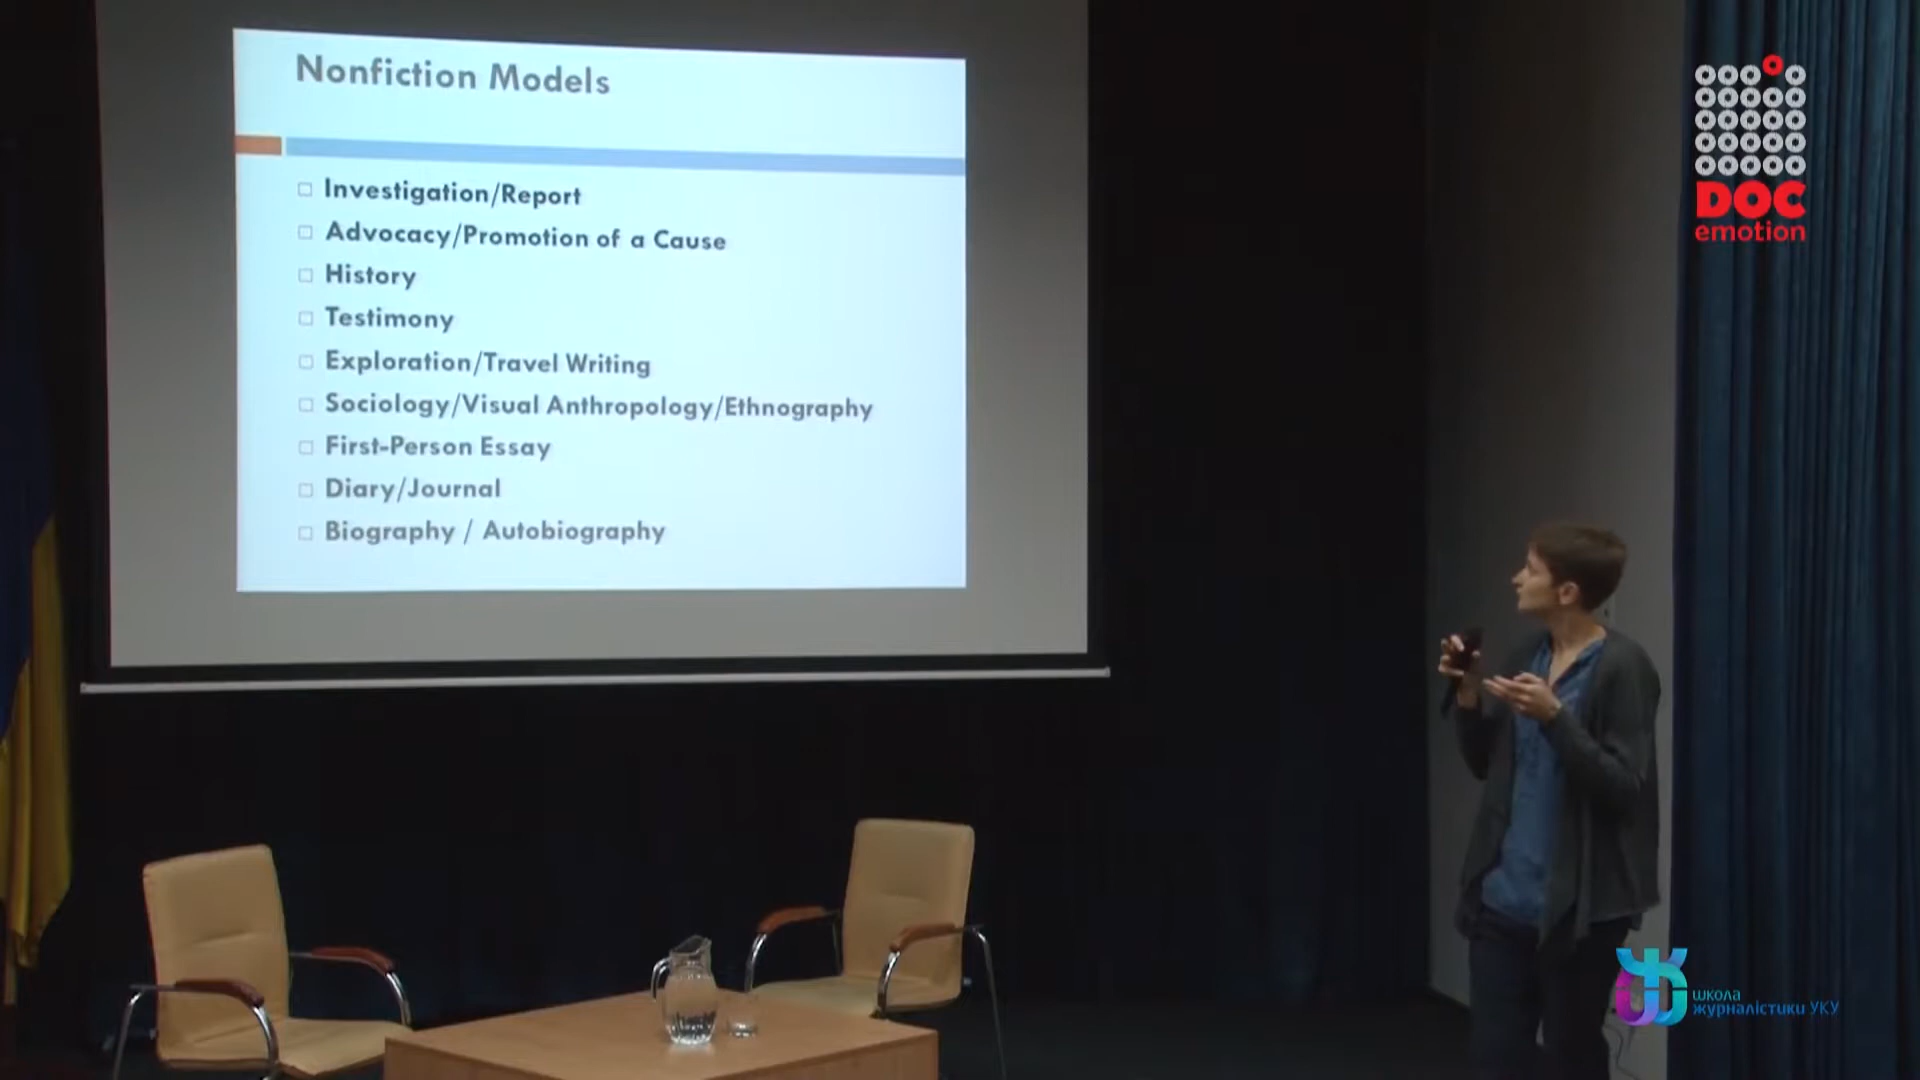 Nonfiction Models
Investigation/Report
Advocacy/Promotion of a Cause
History
Testimony
Exploration/Travel Writing
Sociology/Visual Anthropology/Ethnography
First-Person Essay
Diary/Journal
Biography / Autobiography
DOC
emotion
школа
журналістики УКУ